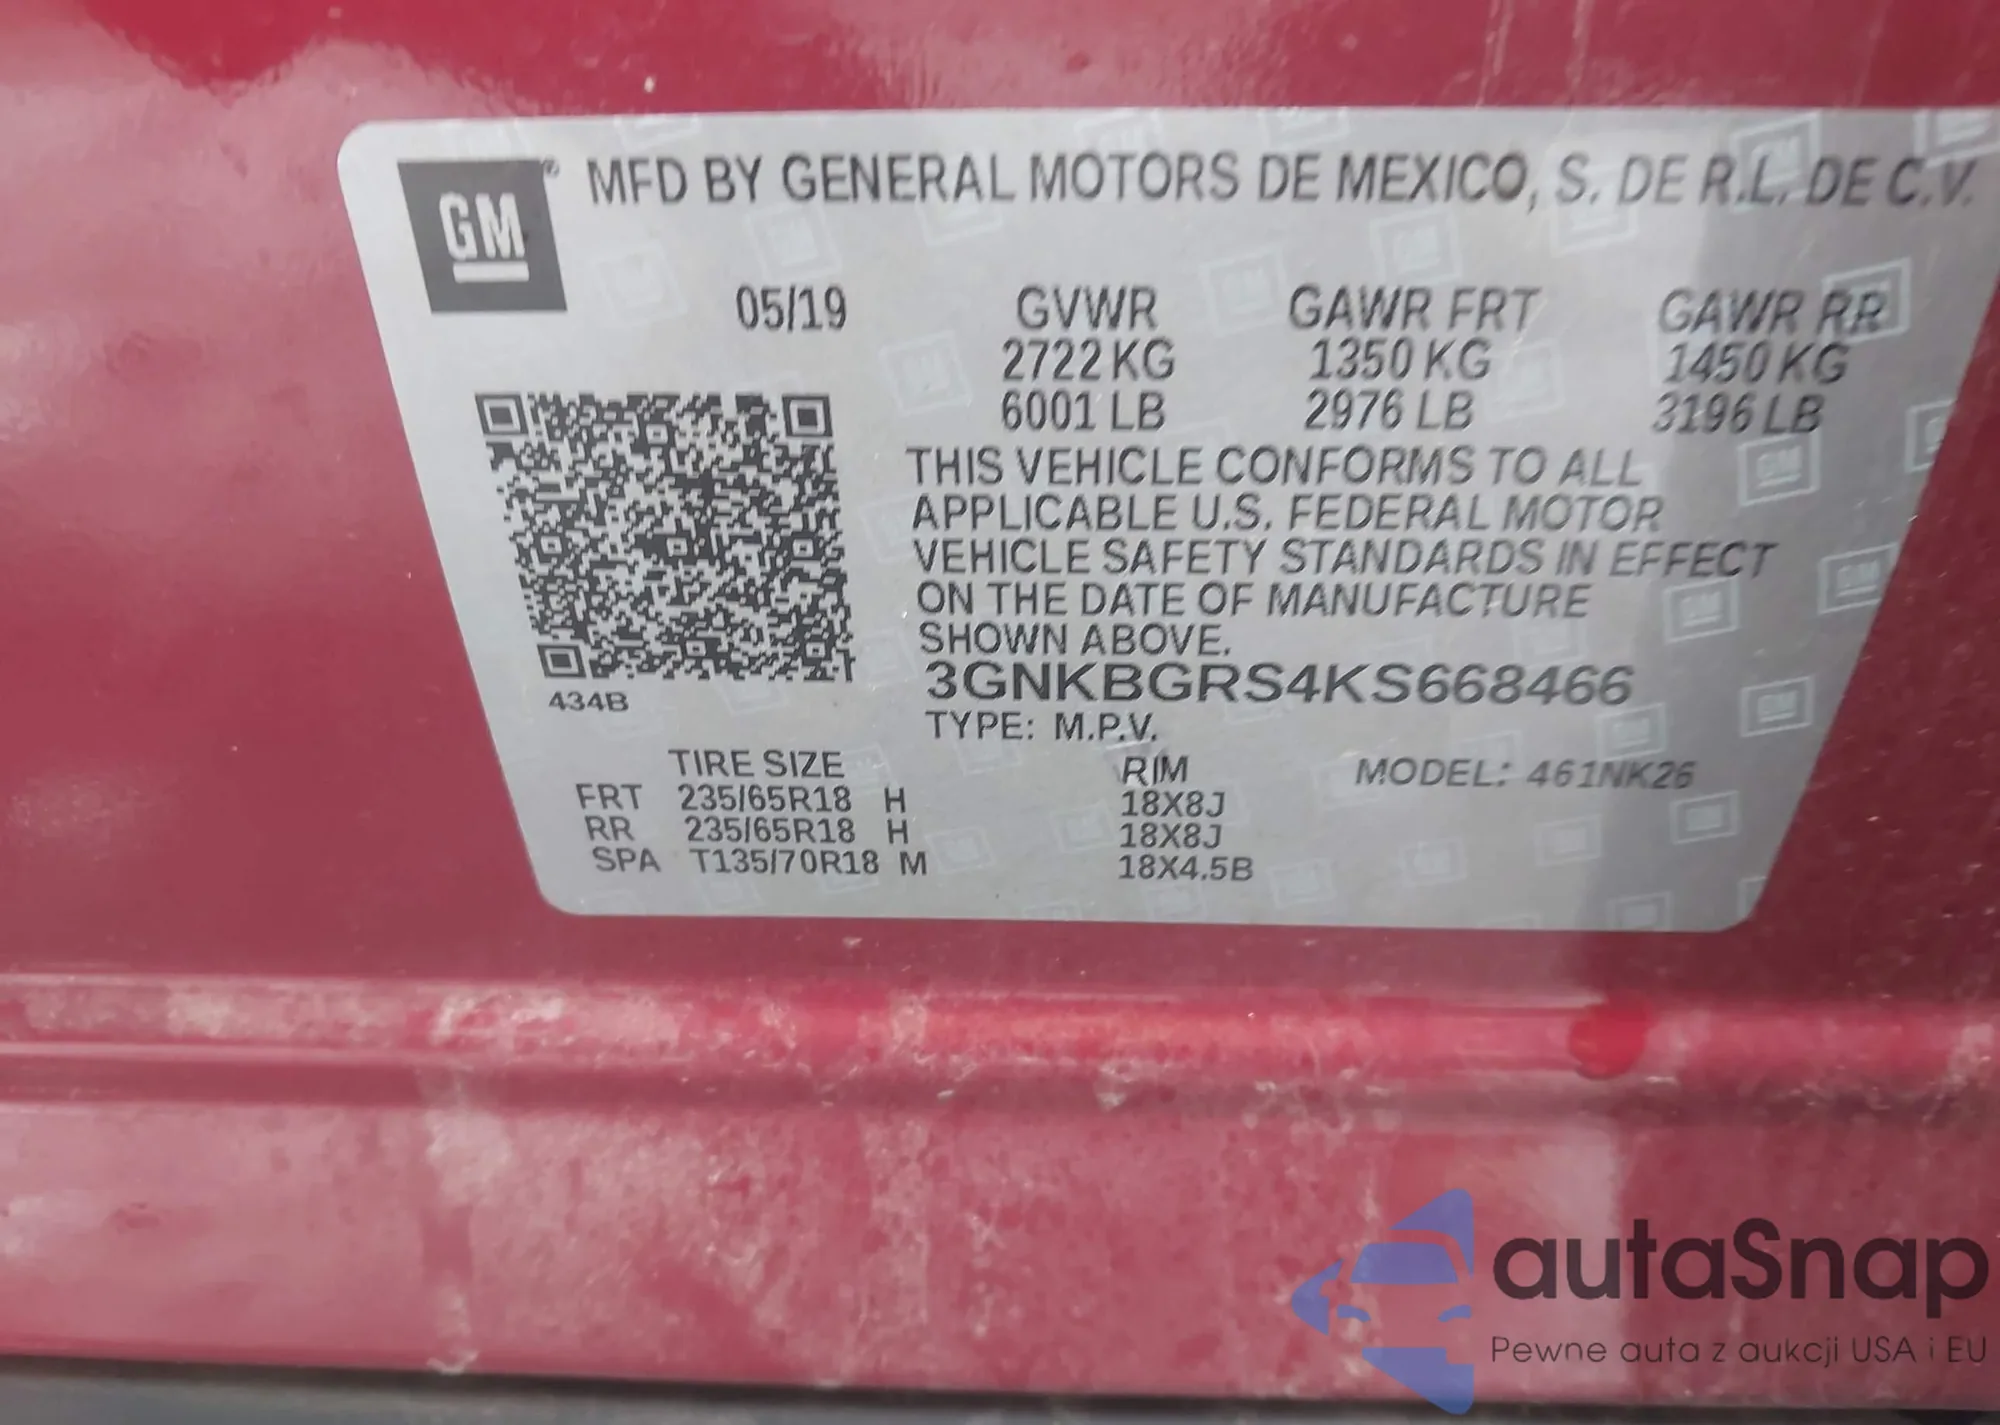 GM ® MFD BY GENERAL MOTORS DE MEXICO, S. DE R.L. DE C.V.
05/19 GVWR GAWR FRT GAWR RR
2722 KG 1350 KG 1450 KG
6001 LB 2976 LB 3196 LB
THIS VEHICLE CONFORMS TO ALL
APPLICABLE U.S. FEDERAL MOTOR
VEHICLE SAFETY STANDARDS IN EFFECT
ON THE DATE OF MANUFACTURE
SHOWN ABOVE.
3GNKBGRS4KS668466
434B
TYPE: M.P.V.
TIRE SIZE RIM MODEL: 461NK26
FRT 235/65R18 H 18X8J
RR 235/65R18 H 18X8J
SPA T135/70R18 M 18X4.5B
autaSnap
Pewne auta z aukcji USA i EU